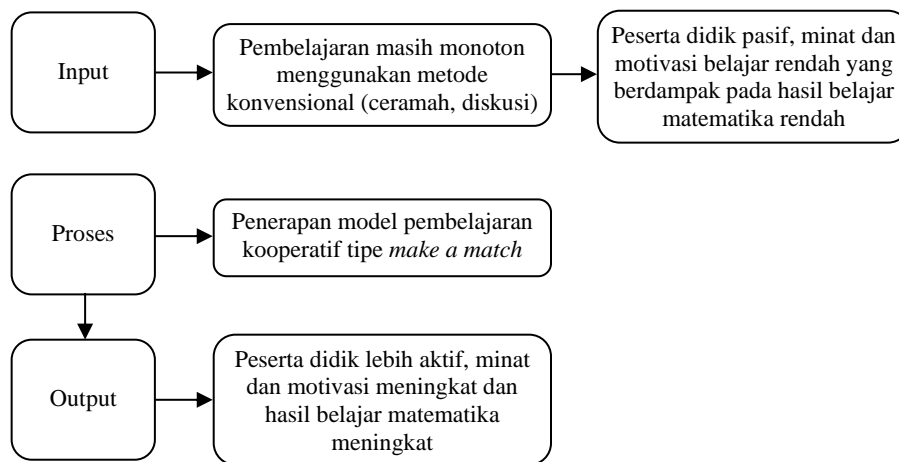 Input
Pembelajaran masih monoton
menggunakan metode
konvensional (ceramah, diskusi)
Peserta didik pasif, minat dan
motivasi belajar rendah yang
berdampak pada hasil belajar
matematika rendah
Proses
Penerapan model pembelajaran
kooperatif tipe make a match
Output
Peserta didik lebih aktif, minat
dan motivasi meningkat dan
hasil belajar matematika
meningkat